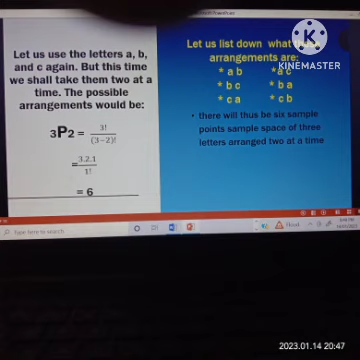 Let us use the letters a, b,
and c again. But this time
we shall take them two at a
time. The possible
arrangements would be:
3P2 = 3!
(3-2)!
= 3.2.1
1!
= 6
Let us list down what
arrangements are:
* a b * a c
* b c * b a
* c a * c b
• there will thus be six sample
points sample space of three
letters arranged two at a time
KINEMASTER
Type here to search
2023.01.14 20:47